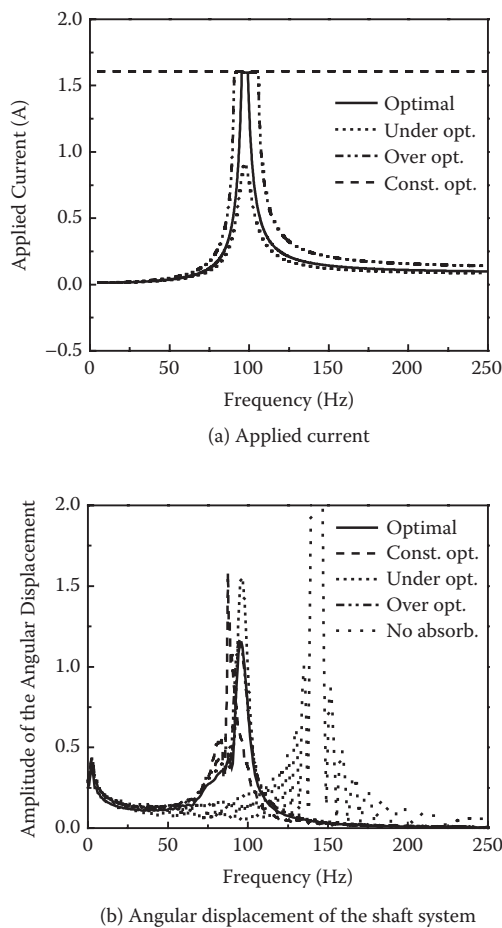 2.0
1.5
1.0
0.5
0.0
−0.5
Applied Current (A)
Optimal
Under opt.
Over opt.
Const. opt.
0 50 100 150 200 250
Frequency (Hz)
(a) Applied current
2.0
1.5
1.0
0.5
0.0
Amplitude of the Angular Displacement
Optimal
Const. opt.
Under opt.
Over opt.
No absorb.
0 50 100 150 200 250
Frequency (Hz)
(b) Angular displacement of the shaft system